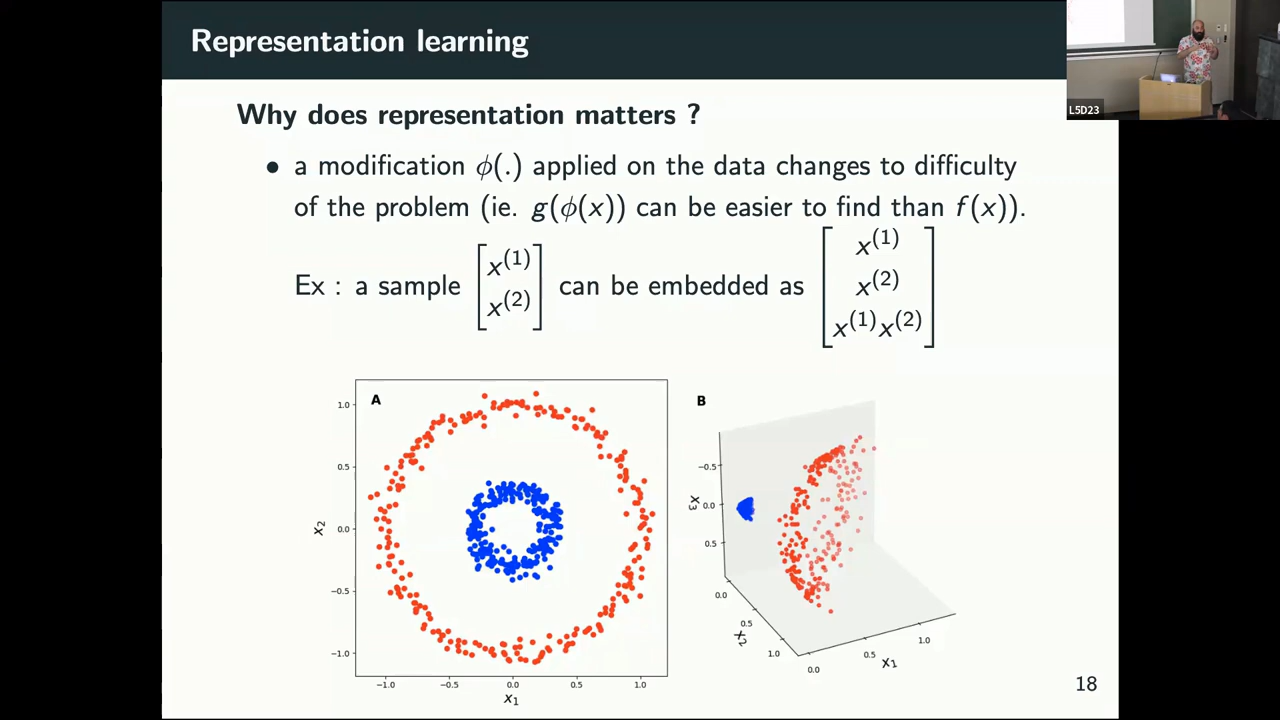 Representation learning
L5D23
Why does representation matters ?
• a modification ϕ(.) applied on the data changes to difficulty
of the problem (ie. g(ϕ(x)) can be easier to find than f(x)).
Ex : a sample [x^(1) x^(2)] can be embedded as [x^(1) x^(2) x^(1)x^(2)]
A
1.0
0.5
0.0
−0.5
−1.0
x₂
−1.0 −0.5 0.0 0.5 1.0
x₁
B
−0.5
0.0
0.5
x₃
0.0
0.5
1.0
x₂
0.0 0.5 1.0
x₁
18